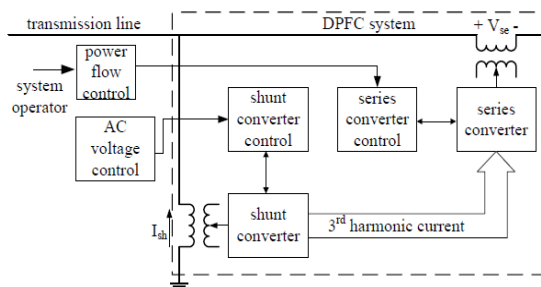 transmission line
DPFC system
+ Vse -
power
flow
control
system
operator
AC
voltage
control
shunt
converter
control
series
converter
control
series
converter
Ish
shunt
converter
3rd harmonic current